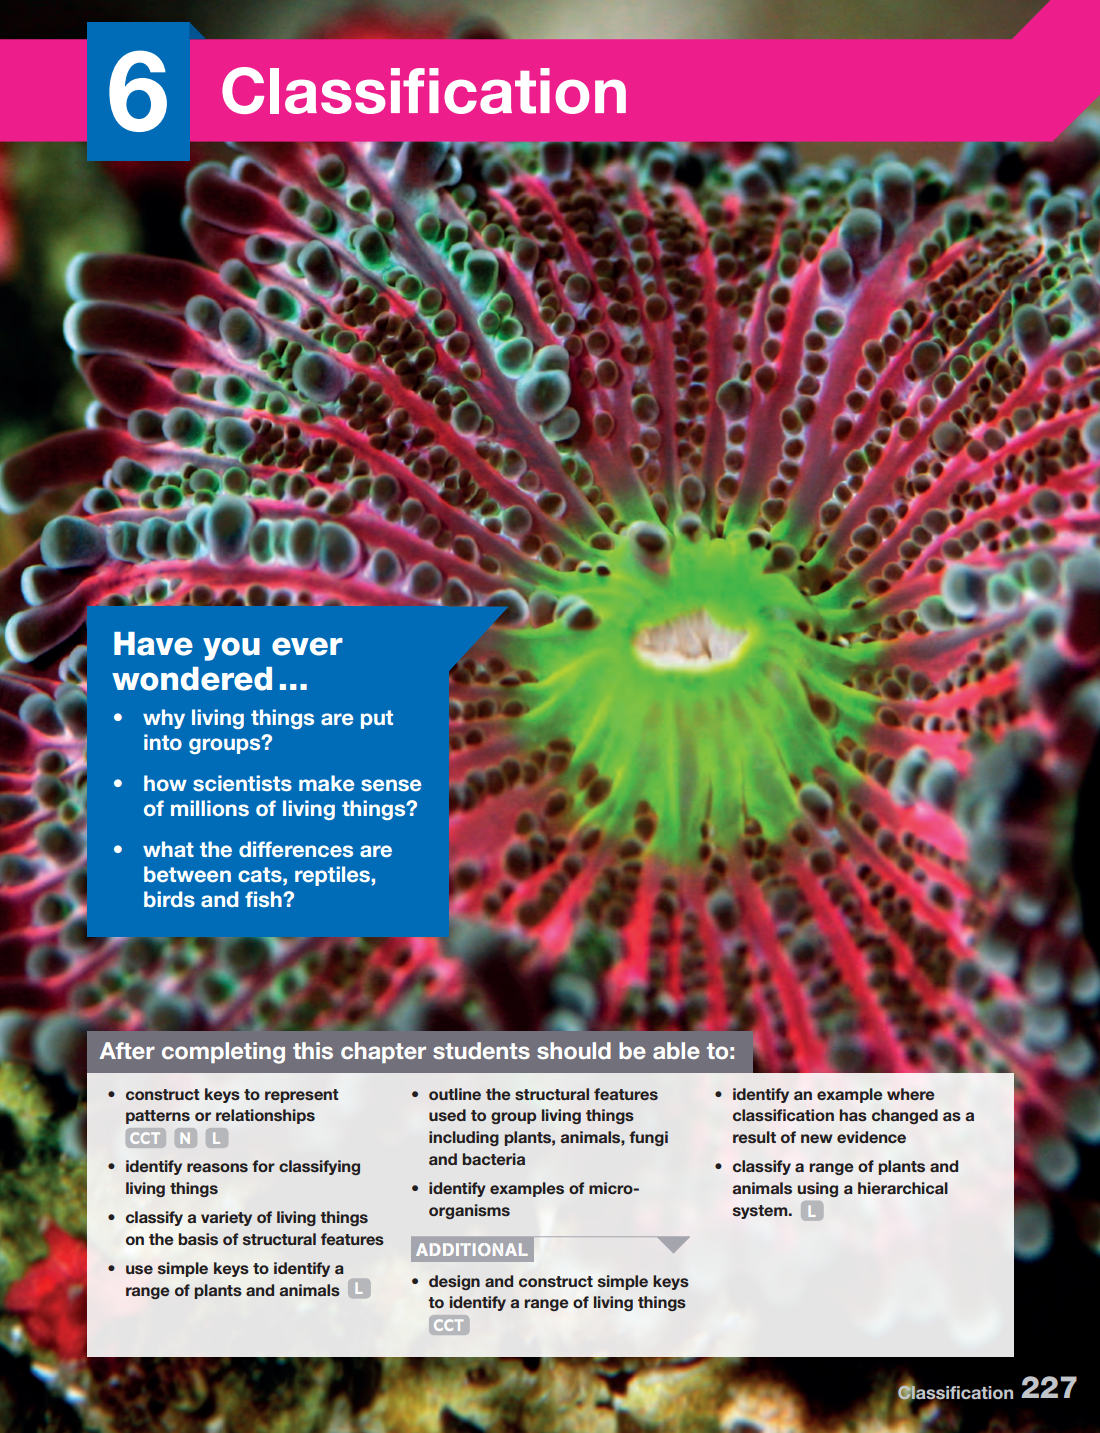 6
Classification
Have you ever
wondered...
• why living things are put
into groups?
• how scientists make sense
of millions of living things?
• what the differences are
between cats, reptiles,
birds and fish?
After completing this chapter students should be able to:
• construct keys to represent
patterns or relationships
CCT N L
• identify reasons for classifying
living things
• classify a variety of living things
on the basis of structural features
• use simple keys to identify a
range of plants and animals L
• outline the structural features
used to group living things
including plants, animals, fungi
and bacteria
• identify examples of micro-
organisms
ADDITIONAL
• design and construct simple keys
to identify a range of living things
CCT
• identify an example where
classification has changed as a
result of new evidence
• classify a range of plants and
animals using a hierarchical
system. L
Classification 227